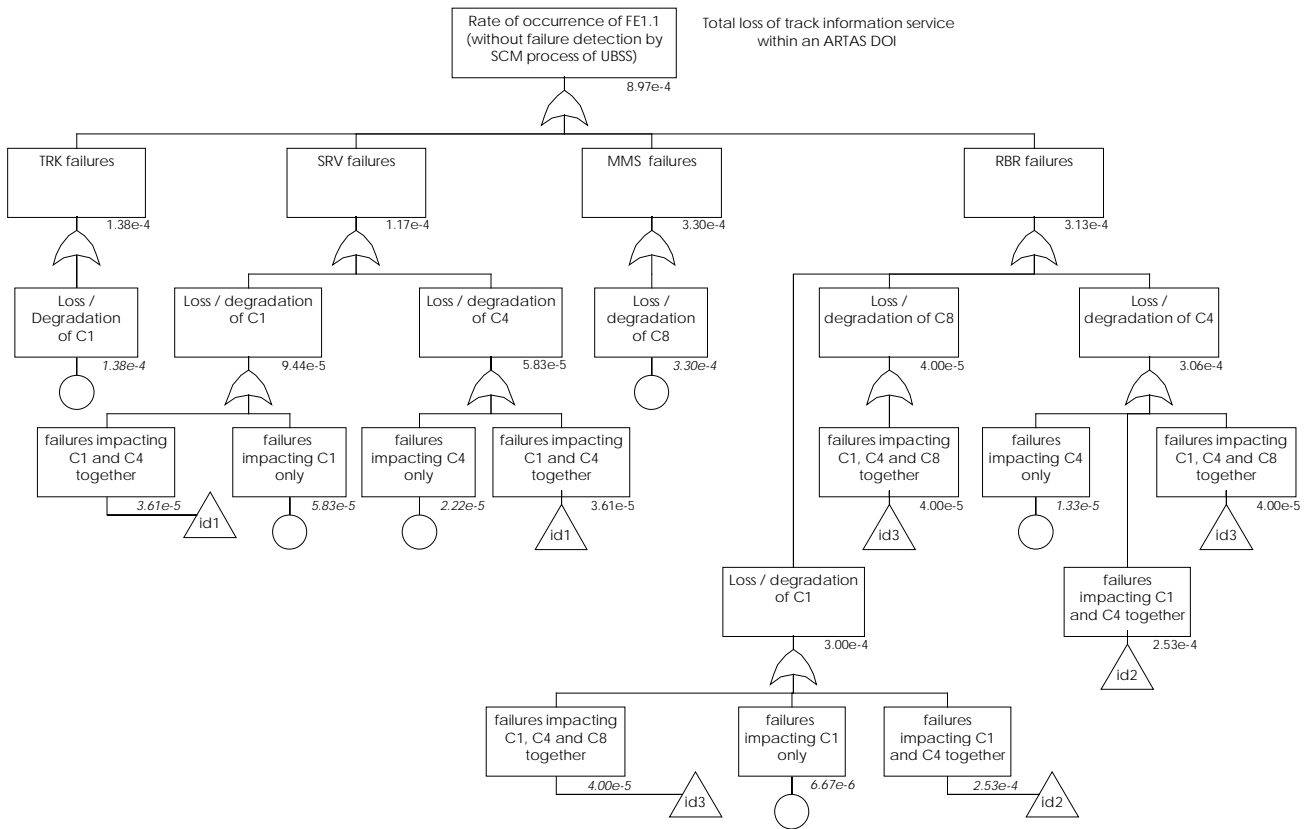 Rate of occurrence of FE1.1
(without failure detection by
SCM process of UBSS)
8.97e-4
Total loss of track information service
within an ARTAS DOI
TRK failures
1.38e-4
SRV failures
1.17e-4
MMS failures
3.30e-4
RBR failures
3.13e-4
Loss /
Degradation
of C1
1.38e-4
Loss / degradation
of C1
9.44e-5
Loss / degradation
of C4
5.83e-5
Loss /
degradation
of C8
3.30e-4
Loss /
degradation of C8
4.00e-5
Loss /
degradation of C4
3.06e-4
failures impacting
C1 and C4
together
3.61e-5
id1
failures
impacting C1
only
5.83e-5
failures
impacting C4
only
2.22e-5
failures impacting
C1 and C4
together
3.61e-5
id1
failures impacting
C1, C4 and C8
together
4.00e-5
id3
failures
impacting C4
only
1.33e-5
failures impacting
C1, C4 and C8
together
4.00e-5
id3
Loss / degradation
of C1
3.00e-4
failures
impacting C1
and C4 together
2.53e-4
id2
failures impacting
C1, C4 and C8
together
4.00e-5
id3
failures
impacting C1
only
6.67e-6
failures
impacting C1
and C4 together
2.53e-4
id2